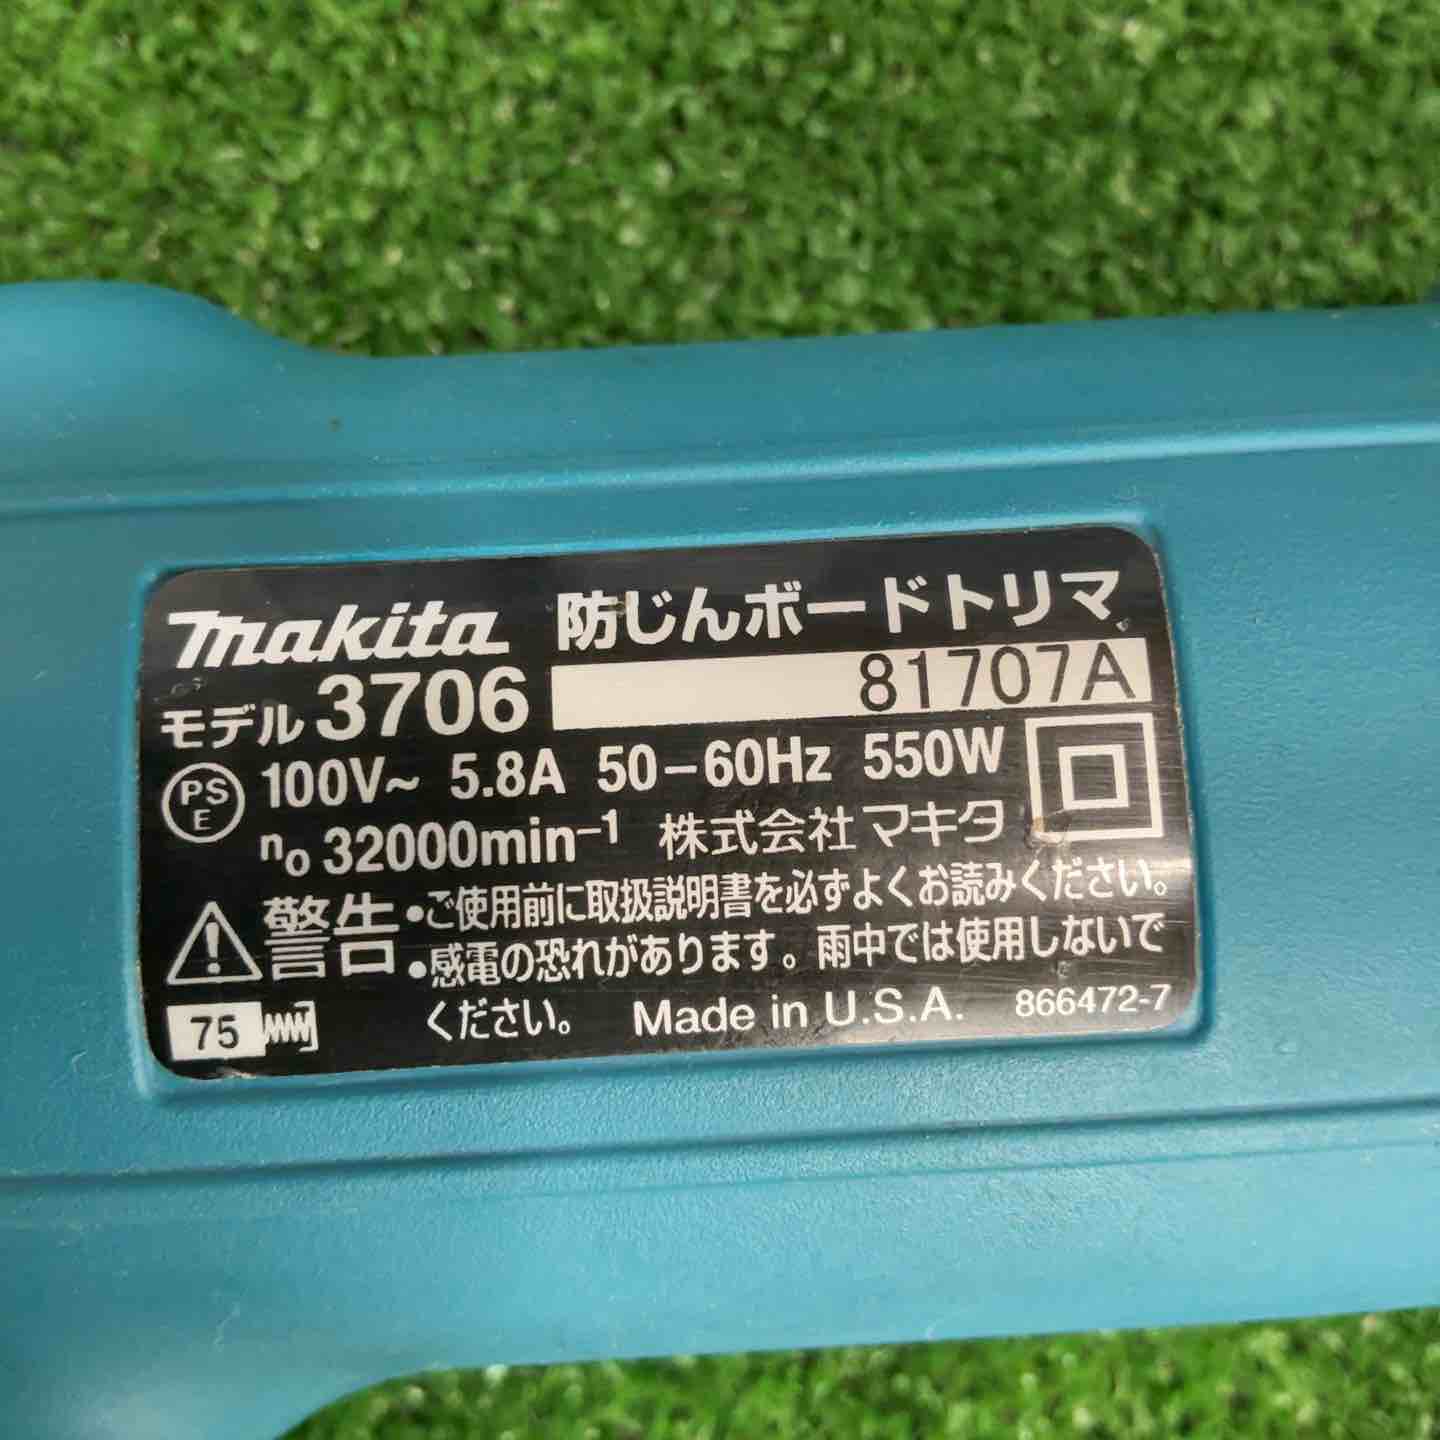 makita 防じんボードトリマ
モデル 3706 81707A
PSE 100V~ 5.8A 50-60Hz 550W
n₀ 32000min⁻¹ 株式会社マキタ
警告 •ご使用前に取扱説明書を必ずよくお読みください。
•感電の恐れがあります。雨中では使用しないで
ください。 Made in U.S.A. 866472-7
75